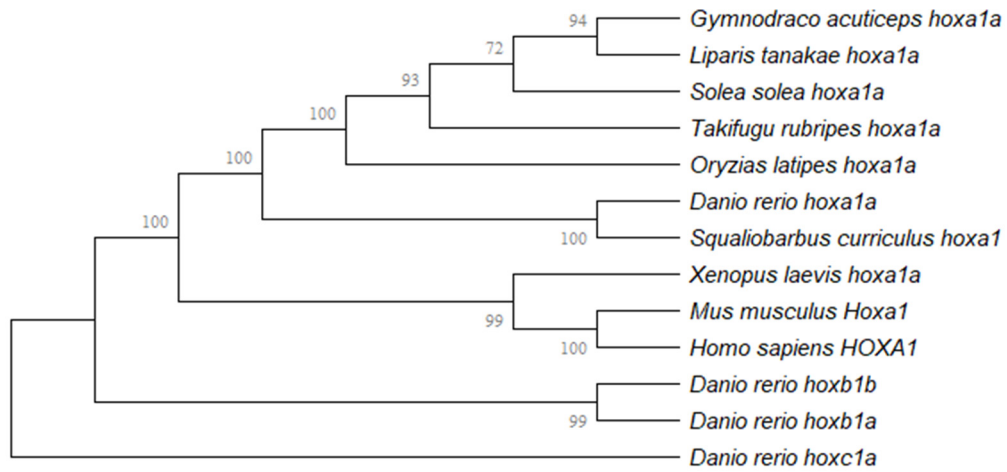 94
Gymnodraco acuticeps hoxa1a
72
Liparis tanakae hoxa1a
93
Solea solea hoxa1a
100
Takifugu rubripes hoxa1a
100
Oryzias latipes hoxa1a
100
Danio rerio hoxa1a
100
Squaliobarbus curriculus hoxa1
Xenopus laevis hoxa1a
99
Mus musculus Hoxa1
100
Homo sapiens HOXA1
Danio rerio hoxb1b
99
Danio rerio hoxb1a
Danio rerio hoxc1a